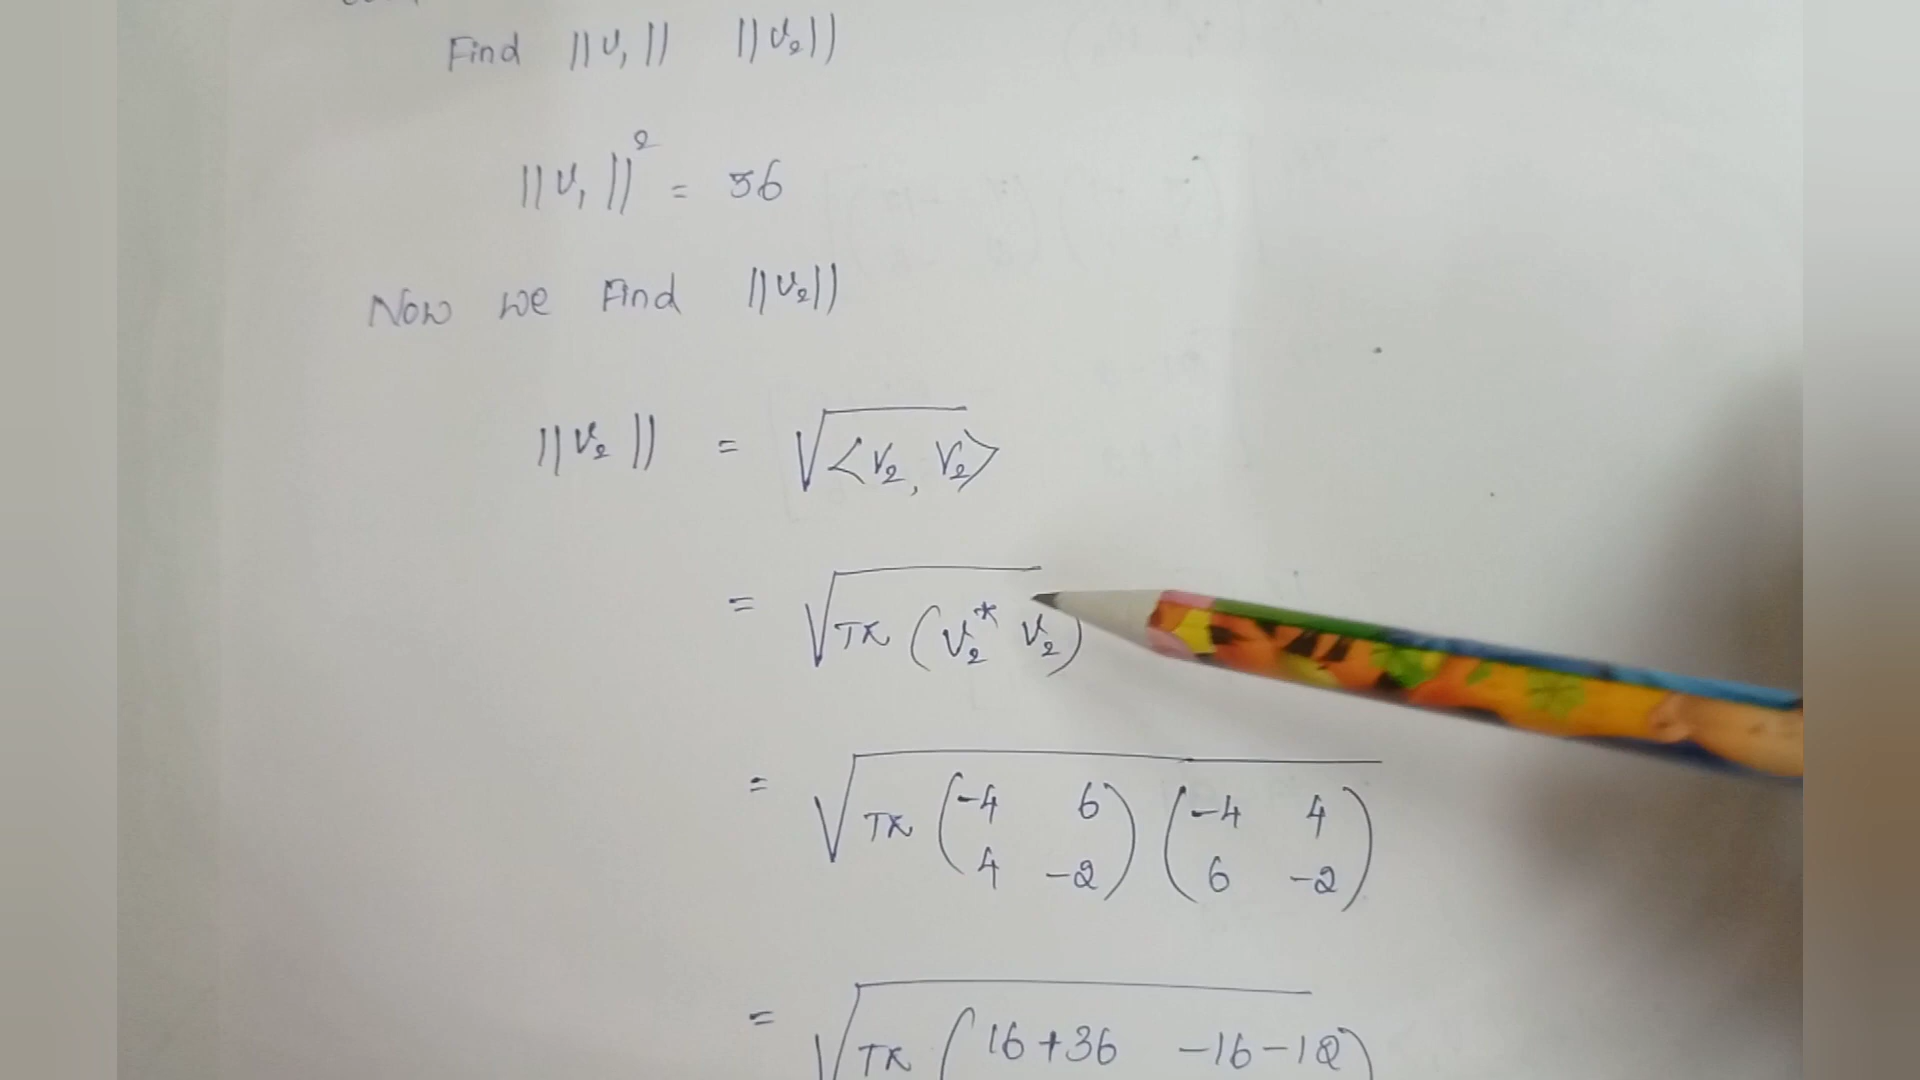 Find ||v₁|| ||v₂||
||v₁||² = 36
Now we Find ||v₂||
||v₂|| = √⟨v₂, v₂⟩
= √TR (v₂* v₂)
= √TR (-4 6 4 -2) (-4 4 6 -2)
= √TR (16+36 -16-12)